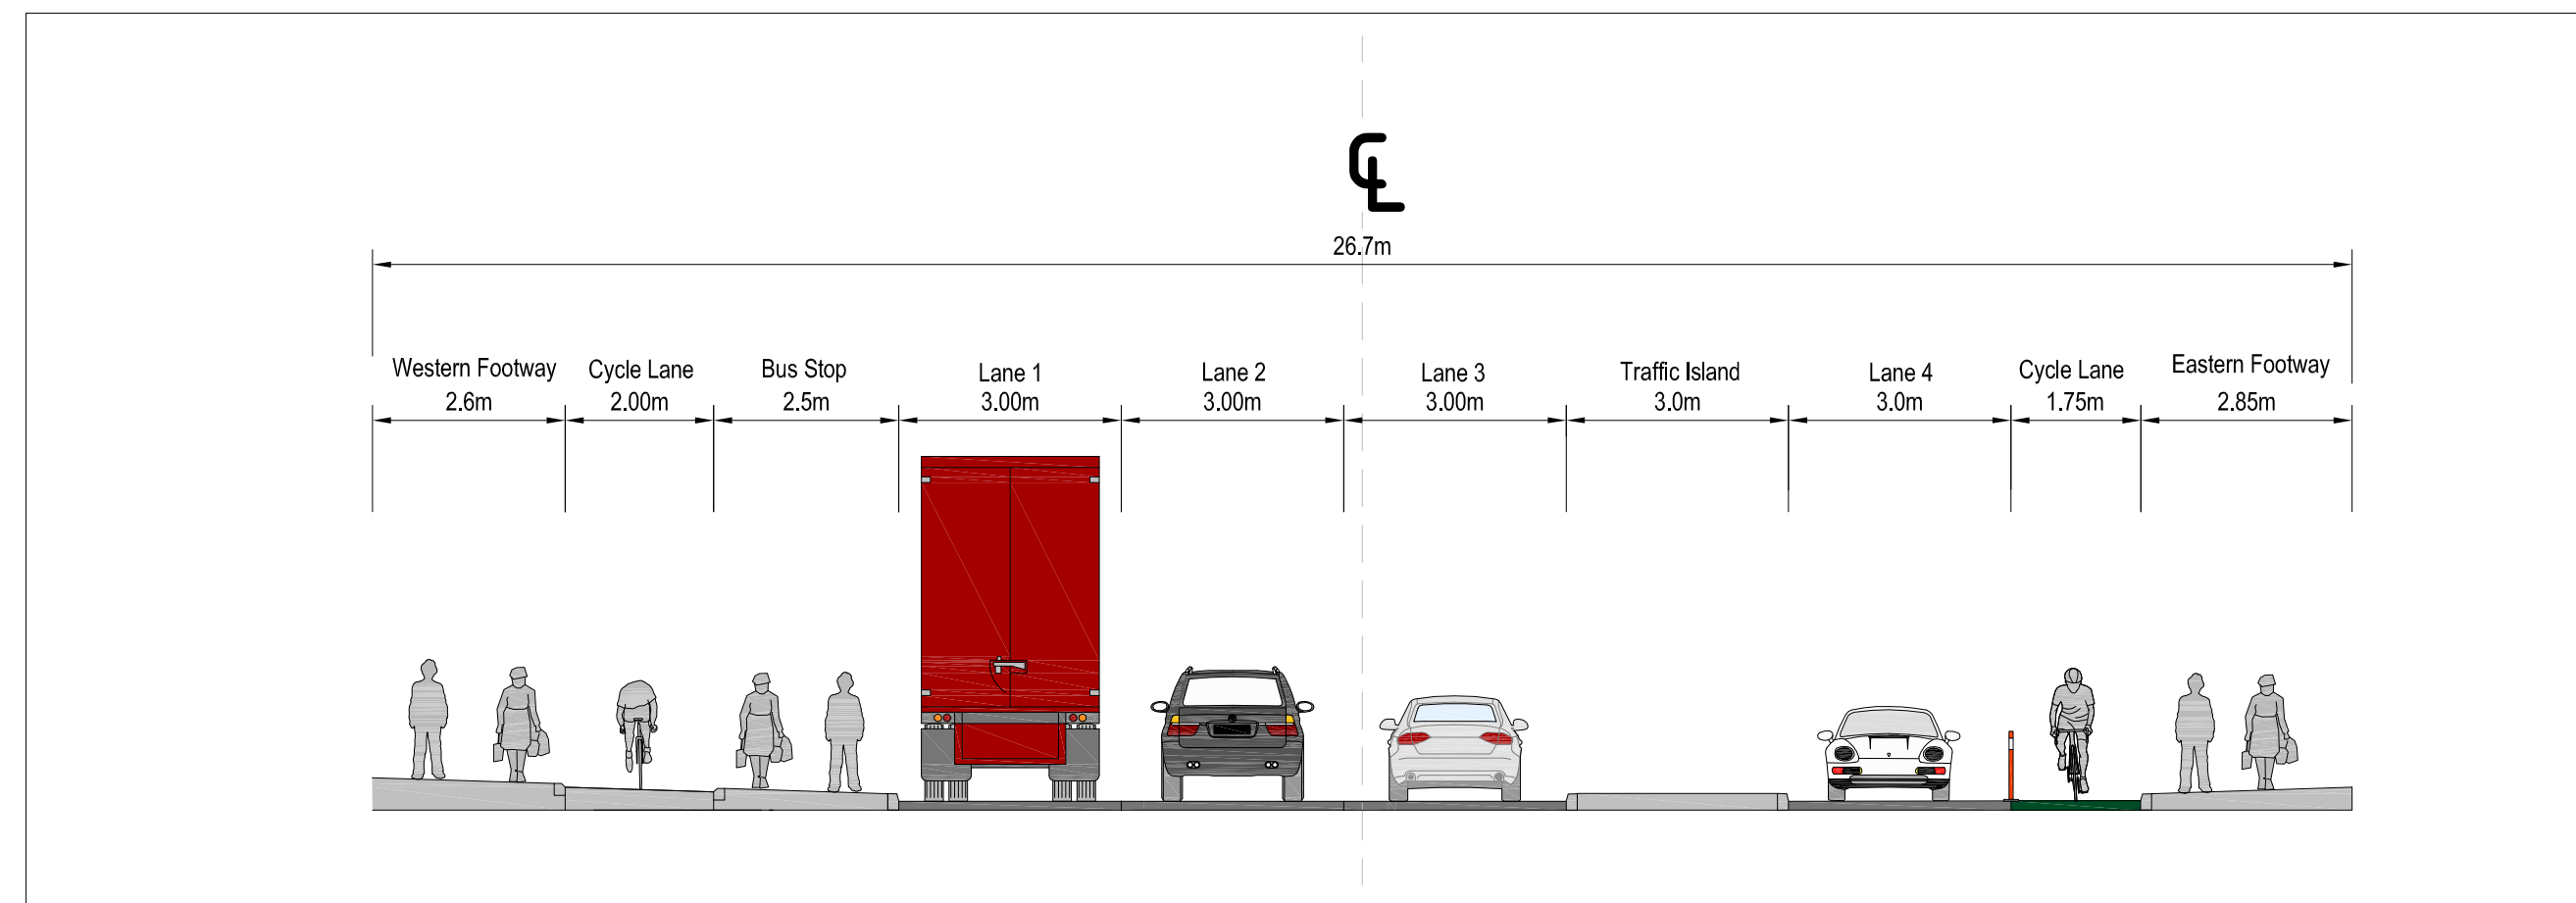 ℄
26.7m
Western Footway
2.6m
Cycle Lane
2.00m
Bus Stop
2.5m
Lane 1
3.00m
Lane 2
3.00m
Lane 3
3.00m
Traffic Island
3.0m
Lane 4
3.0m
Cycle Lane
1.75m
Eastern Footway
2.85m